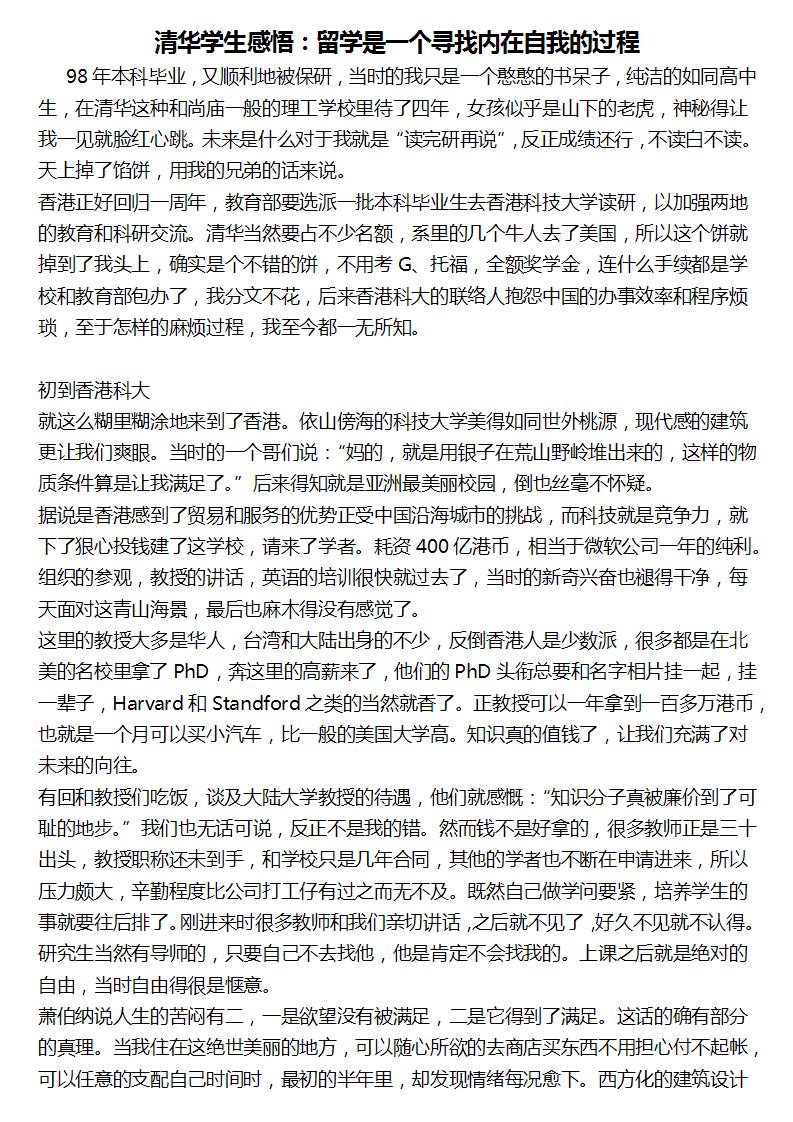 清华学生感悟：留学是一个寻找内在自我的过程
98年本科毕业，又顺利地被保研，当时的我只是一个憨憨的书呆子，纯洁的如同高中
生，在清华这种和尚庙一般的理工学校里待了四年，女孩似乎是山下的老虎，神秘得让
我一见就脸红心跳。未来是什么对于我就是“读完研再说”，反正成绩还行，不读白不读。
天上掉了馅饼，用我的兄弟的话来说。
香港正好回归一周年，教育部要选派一批本科毕业生去香港科技大学读研，以加强两地
的教育和科研交流。清华当然要占不少名额，系里的几个牛人去了美国，所以这个饼就
掉到了我头上，确实是个不错的饼，不用考G、托福，全额奖学金，连什么手续都是学
校和教育部包办了，我分文不花，后来香港科大的联络人抱怨中国的办事效率和程序烦
琐，至于怎样的麻烦过程，我至今都一无所知。
初到香港科大
就这么糊里糊涂地来到了香港。依山傍海的科技大学美得如同世外桃源，现代感的建筑
更让我们爽眼。当时的一个哥们说：“妈的，就是用银子在荒山野岭堆出来的，这样的物
质条件算是让我满足了。”后来得知就是亚洲最美丽校园，倒也丝毫不怀疑。
据说是香港感到了贸易和服务的优势正受中国沿海城市的挑战，而科技就是竞争力，就
下了狠心投钱建了这学校，请来了学者。耗资400亿港币，相当于微软公司一年的纯利。
组织的参观，教授的讲话，英语的培训很快就过去了，当时的新奇兴奋也褪得干净，每
天面对这青山海景，最后也麻木得没有感觉了。
这里的教授大多是华人，台湾和大陆出身的不少，反倒香港人是少数派，很多都是在北
美的名校里拿了PhD，奔这里的高薪来了，他们的PhD头衔总要和名字相片挂一起，挂
一辈子，Harvard和Standford之类的当然就香了。正教授可以一年拿到一百多万港币，
也就是一个月可以买小汽车，比一般的美国大学高。知识真的值钱了，让我们充满了对
未来的向往。
有回和教授们吃饭，谈及大陆大学教授的待遇，他们就感慨：“知识分子真被廉价到了可
耻的地步。”我们也无话可说，反正不是我的错。然而钱不是好拿的，很多教师正是三十
出头，教授职称还未到手，和学校只是几年合同，其他的学者也不断在申请进来，所以
压力颇大，辛勤程度比公司打工仔有过之而无不及。既然自己做学问要紧，培养学生的
事就要往后排了。刚进来时很多教师和我们亲切讲话，之后就不见了，好久不见就不认得。
研究生当然有导师的，只要自己不去找他，他是肯定不会找我的。上课之后就是绝对的
自由，当时自由得很是惬意。
萧伯纳说人生的苦闷有二，一是欲望没有被满足，二是它得到了满足。这话的确有部分
的真理。当我住在这绝世美丽的地方，可以随心所欲的去商店买东西不用担心付不起帐，
可以任意的支配自己时间时，最初的半年里，却发现情绪每况愈下。西方化的建筑设计